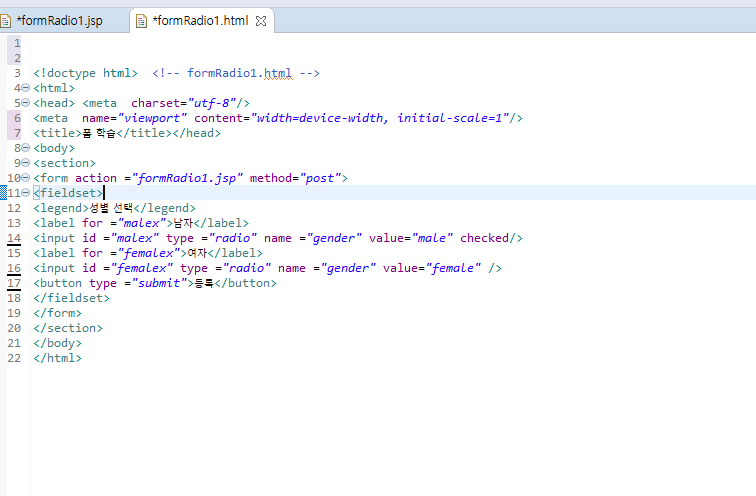 *formRadio1.jsp *formRadio1.html
1
2
3 <!doctype html>  <!-- formRadio1.html -->
4 <html>
5 <head> <meta  charset="utf-8"/>
6 <meta  name="viewport" content="width=device-width, initial-scale=1"/>
7 <title>폼 학습</title></head>
8 <body>
9 <section>
10 <form action ="formRadio1.jsp" method="post">
11 <fieldset>
12 <legend>성별 선택</legend>
13 <label for ="malex">남자</label>
14 <input id ="malex" type ="radio" name ="gender" value="male" checked/>
15 <label for ="femalex">여자</label>
16 <input id ="femalex" type ="radio" name ="gender" value="female" />
17 <button type ="submit">등록</button>
18 </fieldset>
19 </form>
20 </section>
21 </body>
22 </html>